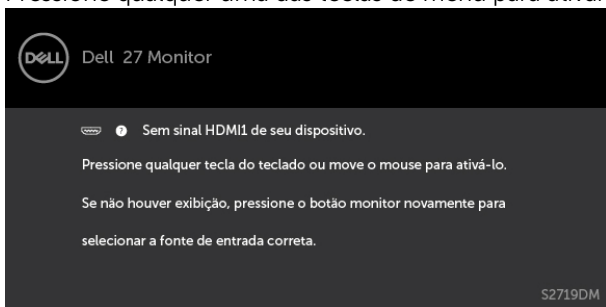 Pressione qualquer uma das teclas do menu para ativar
DELL Dell 27 Monitor
? Sem sinal HDMI1 de seu dispositivo.
Pressione qualquer tecla do teclado ou move o mouse para ativá-lo.
Se não houver exibição, pressione o botão monitor novamente para
selecionar a fonte de entrada correta.
S2719DM